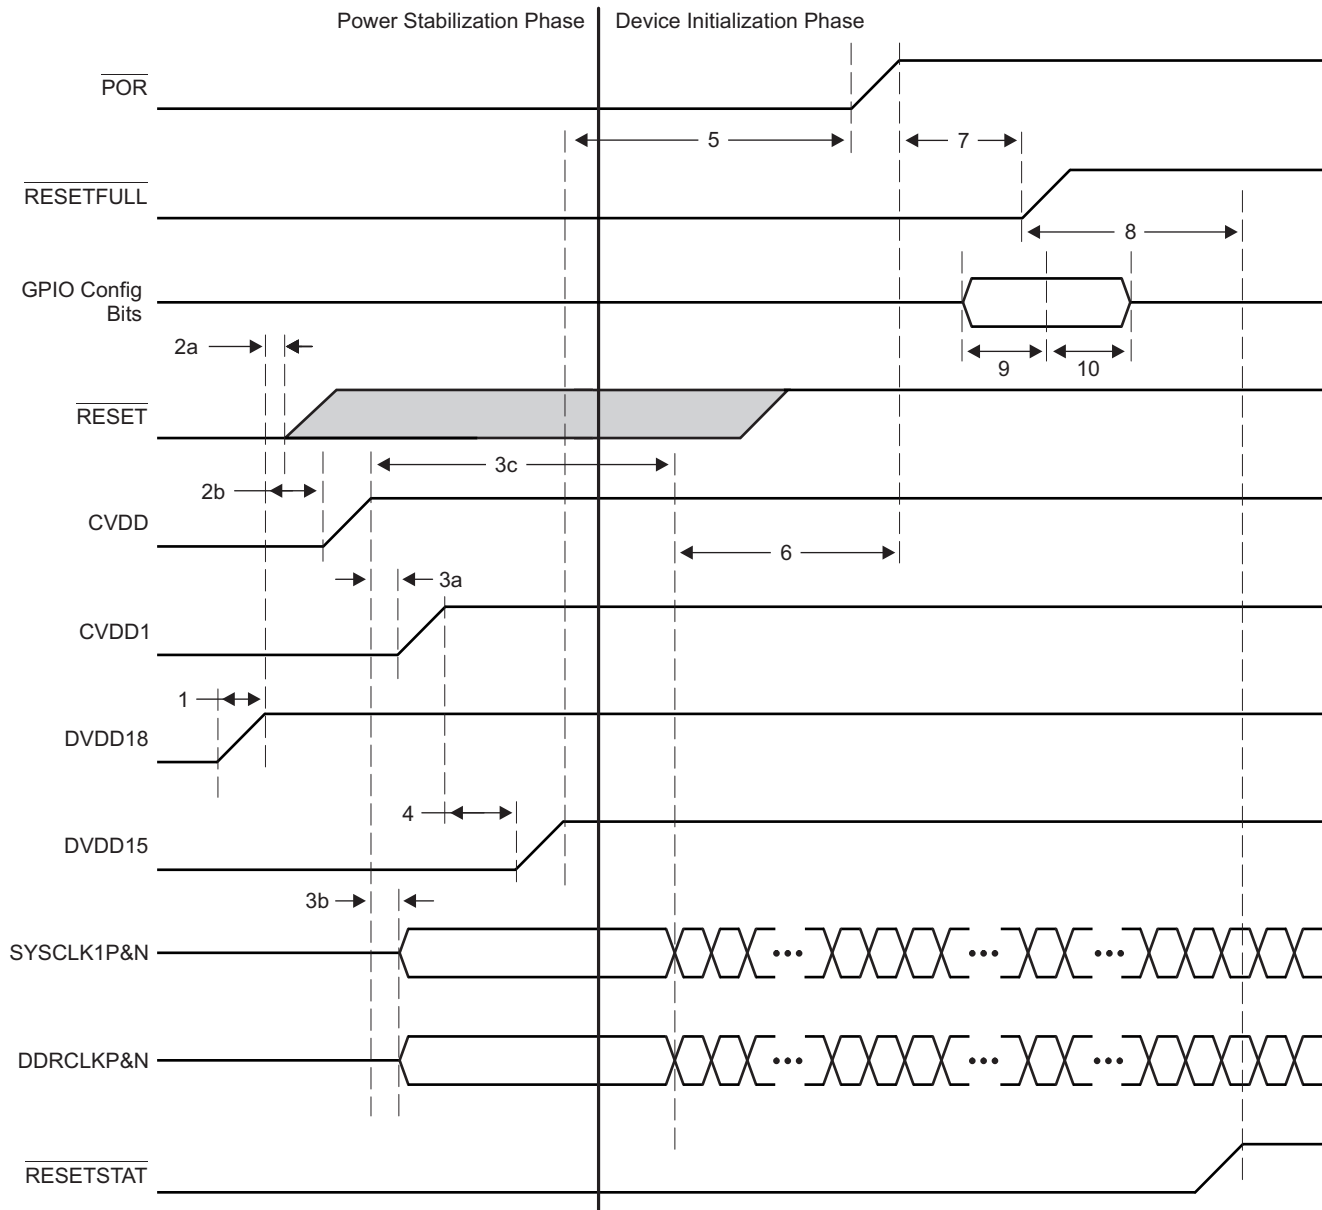 Power Stabilization Phase
Device Initialization Phase
POR
5
7
RESETFULL
8
GPIO Config
Bits
2a
9
10
RESET
3c
2b
CVDD
6
3a
CVDD1
1
DVDD18
4
DVDD15
3b
SYSCLK1P&N
DDRCLKP&N
RESETSTAT